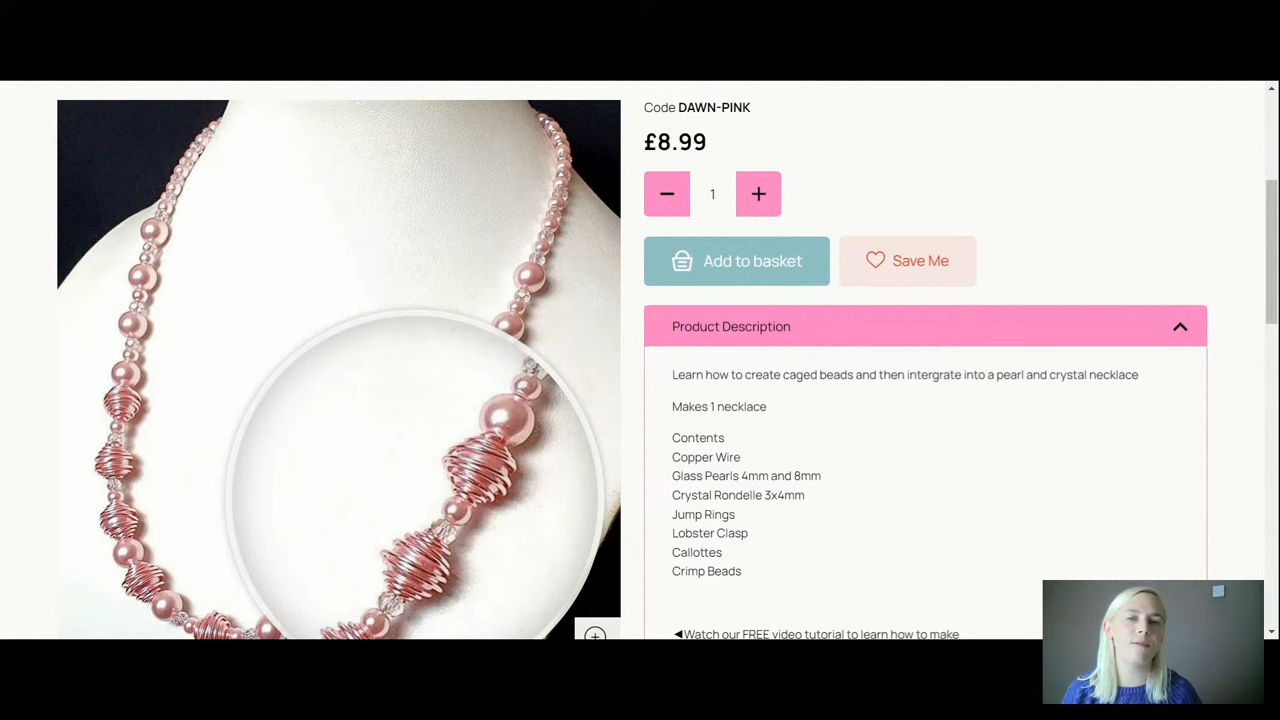 Code DAWN-PINK
£8.99
− 1 +
Add to basket
Save Me
Product Description
Learn how to create caged beads and then intergrate into a pearl and crystal necklace
Makes 1 necklace
Contents
Copper Wire
Glass Pearls 4mm and 8mm
Crystal Rondelle 3x4mm
Jump Rings
Lobster Clasp
Callottes
Crimp Beads
◀Watch our FREE video tutorial to learn how to make